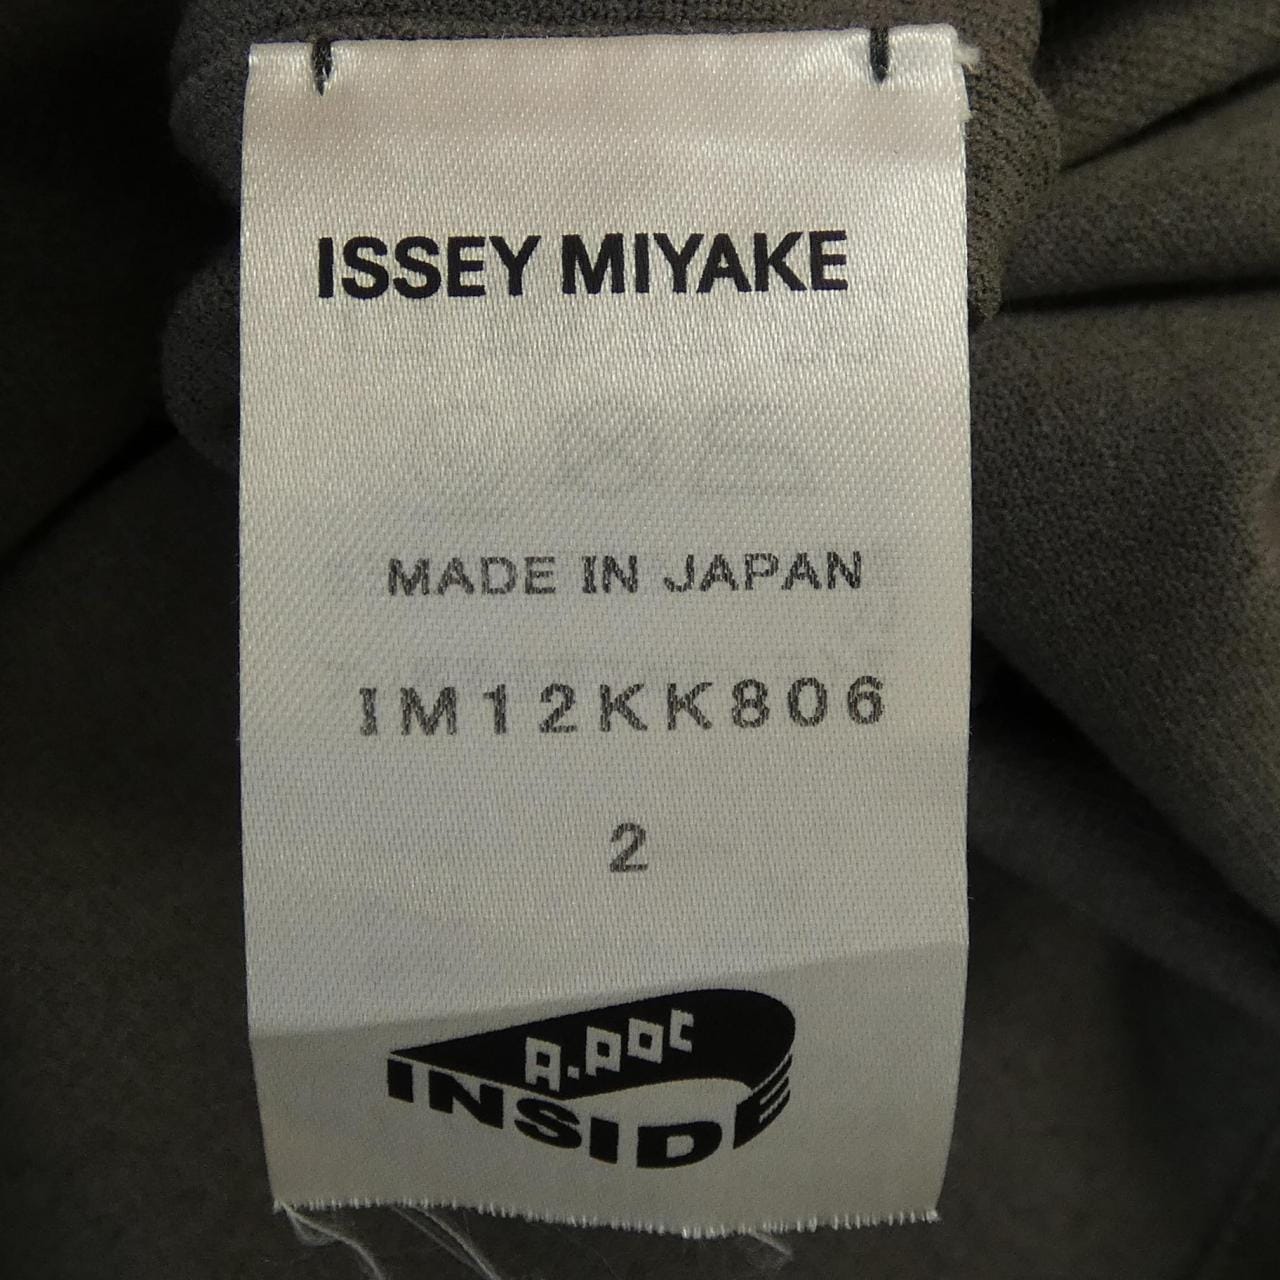 ISSEY MIYAKE
MADE IN JAPAN
IM12KK806
2
A.POC
INSIDE